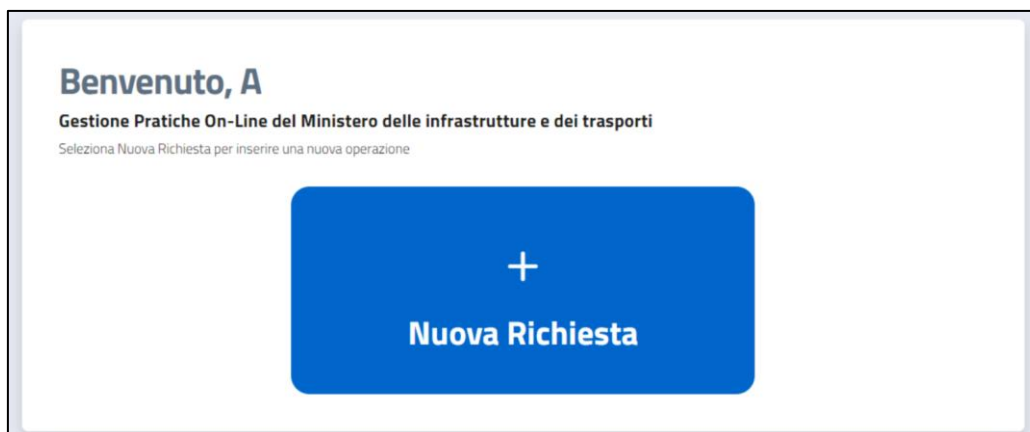 Benvenuto, A
Gestione Pratiche On-Line del Ministero delle infrastrutture e dei trasporti
Seleziona Nuova Richiesta per inserire una nuova operazione
+
Nuova Richiesta